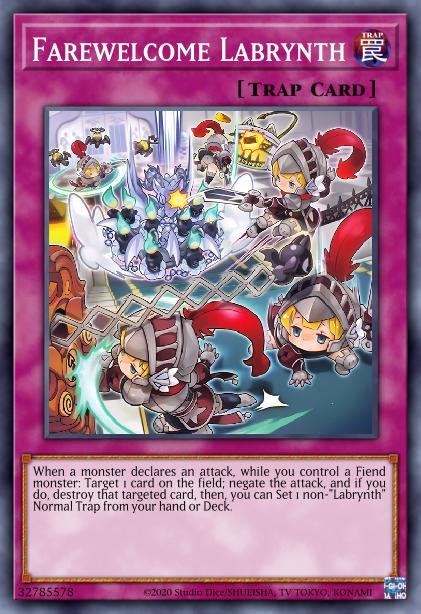 FAREWELCOME LABRYNTH
TRAP
罠
[TRAP CARD]
When a monster declares an attack, while you control a Fiend
monster: Target 1 card on the field; negate the attack, and if you
do, destroy that targeted card, then, you can Set 1 non-"Labrynth"
Normal Trap from your hand or Deck.
32785578
©2020 Studio Dice/SHUEISHA, TV TOKYO, KONAMI